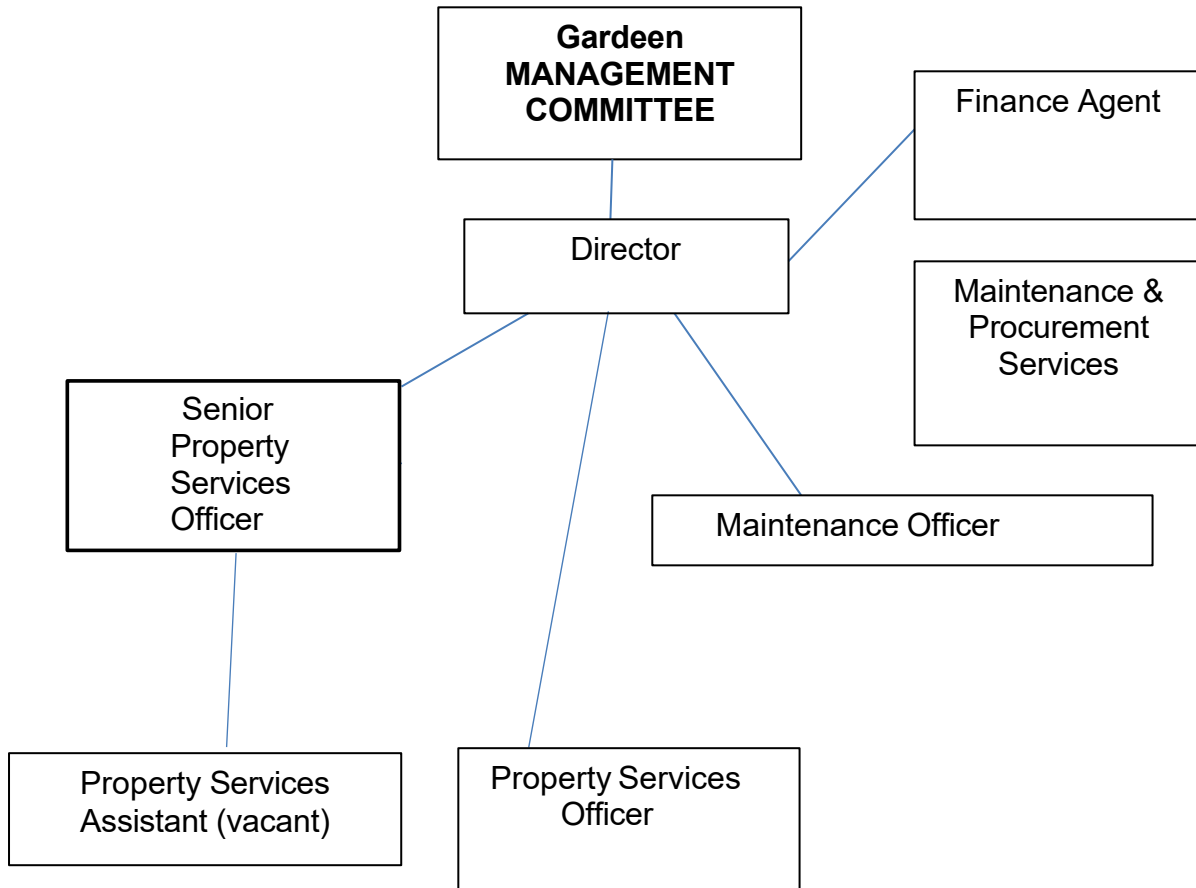 Gardeen
MANAGEMENT
COMMITTEE
Finance Agent
Director
Maintenance &
Procurement
Services
Senior
Property
Services
Officer
Maintenance Officer
Property Services
Assistant (vacant)
Property Services
Officer